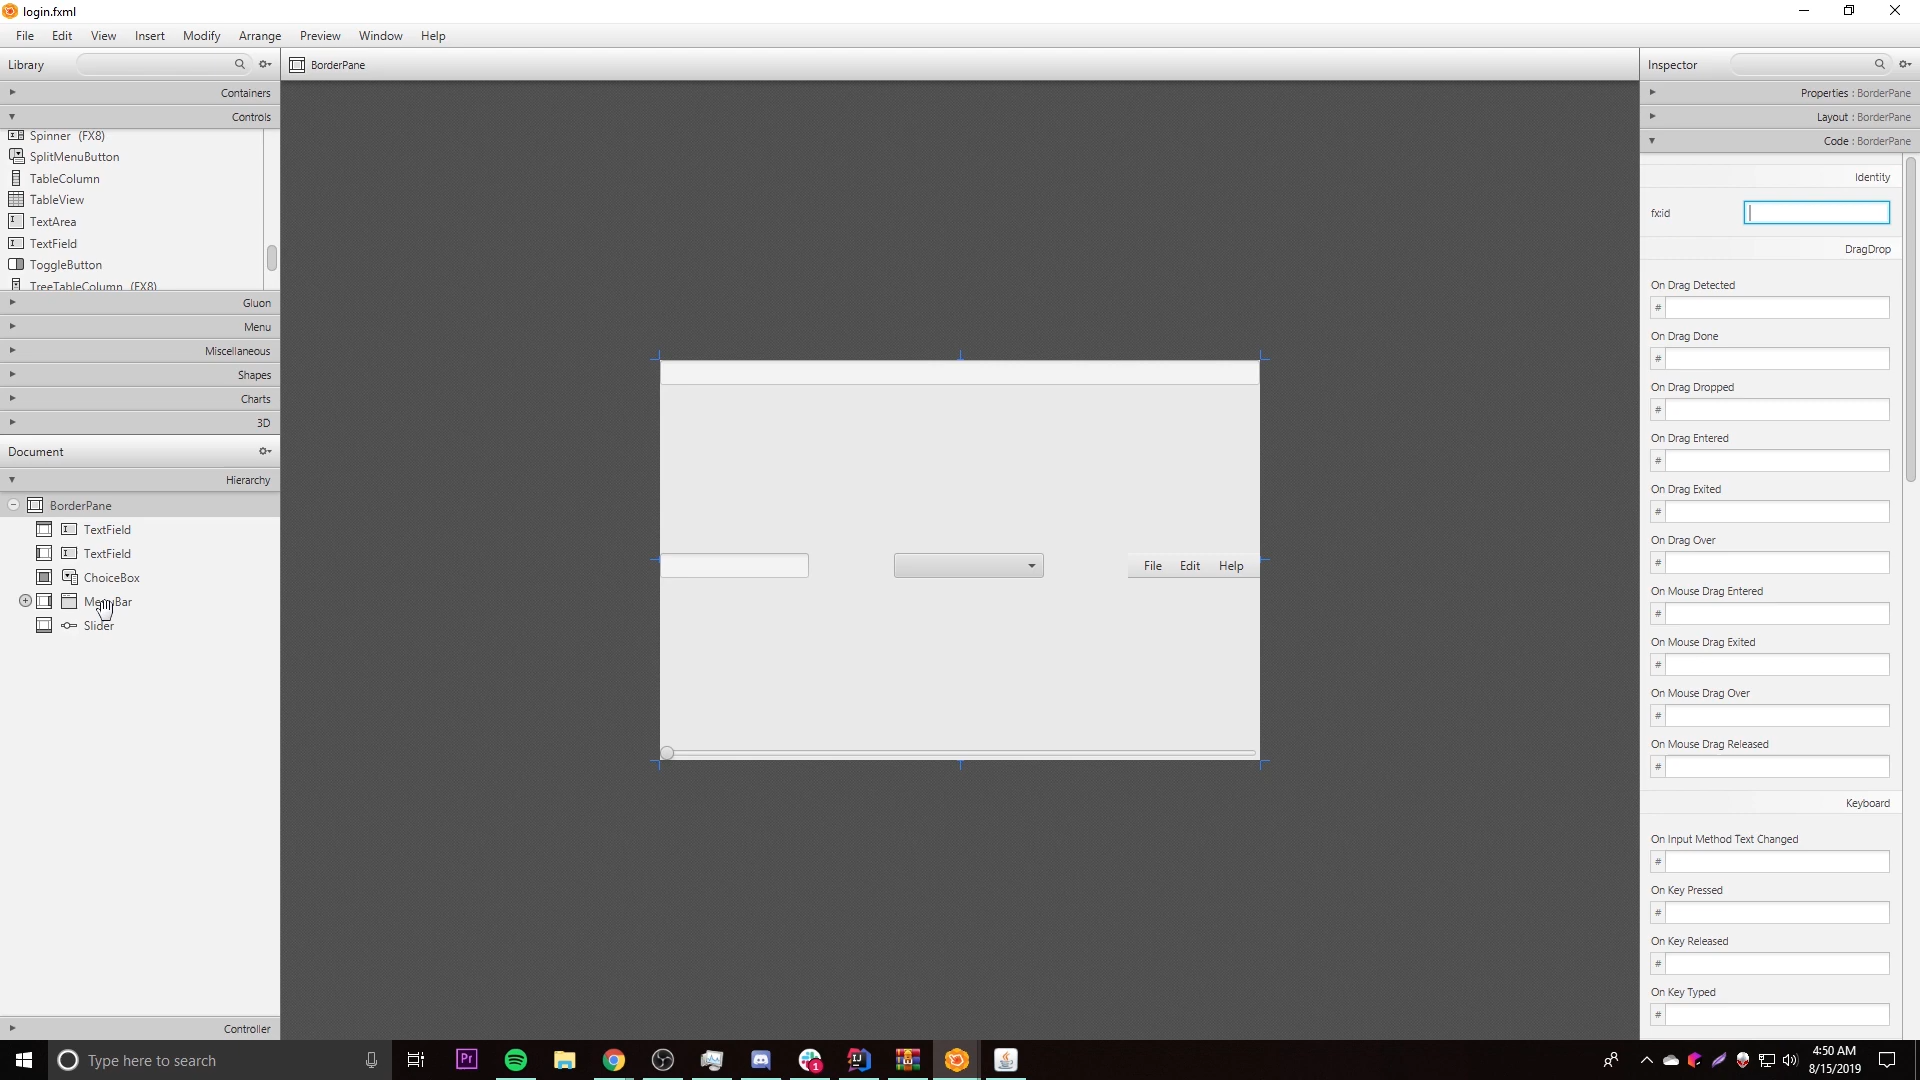 login.fxml
File Edit View Insert Modify Arrange Preview Window Help
Library
BorderPane
Inspector
Containers
Controls
Spinner (FX8)
SplitMenuButton
TableColumn
TableView
TextArea
TextField
ToggleButton
TreeTableColumn (FX8)
Gluon
Menu
Miscellaneous
Shapes
Charts
3D
Document
Hierarchy
BorderPane
TextField
TextField
ChoiceBox
MenuBar
Slider
Controller
File Edit Help
Properties : BorderPane
Layout : BorderPane
Code : BorderPane
Identity
fx:id
DragDrop
On Drag Detected
#
On Drag Done
#
On Drag Dropped
#
On Drag Entered
#
On Drag Exited
#
On Drag Over
#
On Mouse Drag Entered
#
On Mouse Drag Exited
#
On Mouse Drag Over
#
On Mouse Drag Released
#
Keyboard
On Input Method Text Changed
#
On Key Pressed
#
On Key Released
#
On Key Typed
#
Type here to search
Pr
1
IJ
4:50 AM
8/15/2019